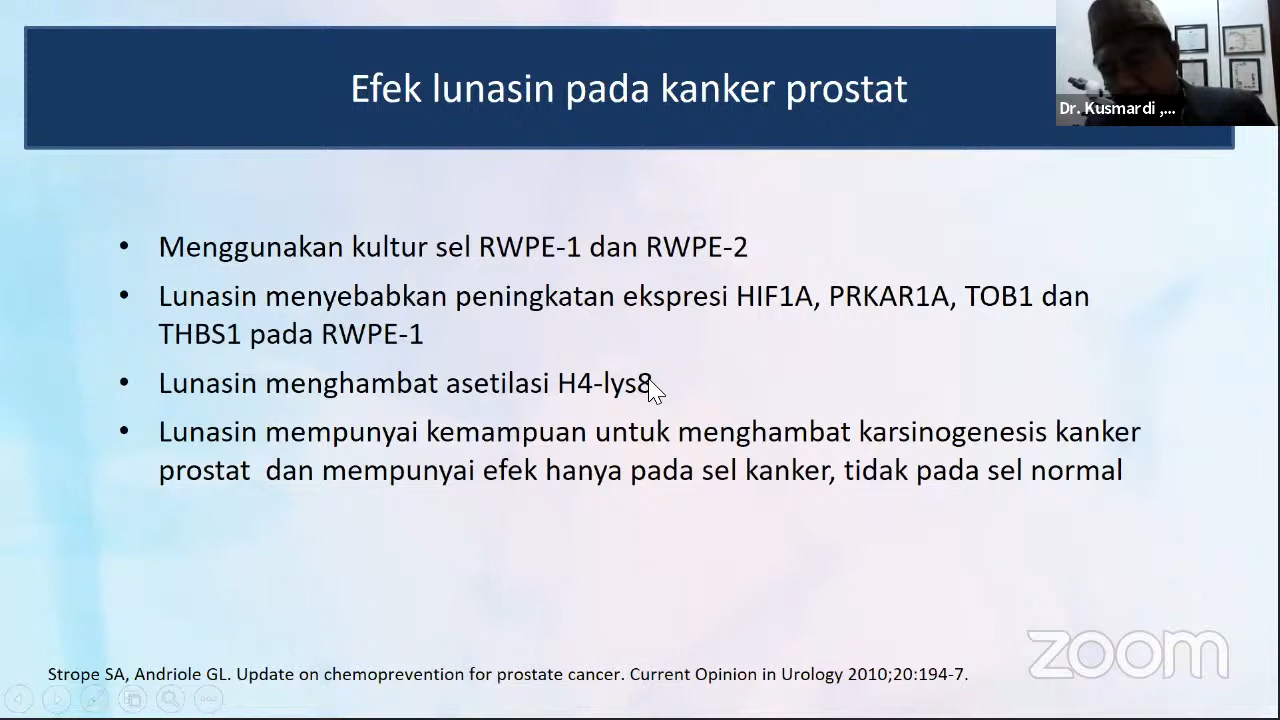 Efek lunasin pada kanker prostat
Dr. Kusmardi ,...
• Menggunakan kultur sel RWPE-1 dan RWPE-2
• Lunasin menyebabkan peningkatan ekspresi HIF1A, PRKAR1A, TOB1 dan
THBS1 pada RWPE-1
• Lunasin menghambat asetilasi H4-lys8
• Lunasin mempunyai kemampuan untuk menghambat karsinogenesis kanker
prostat dan mempunyai efek hanya pada sel kanker, tidak pada sel normal
zoom
Strope SA, Andriole GL. Update on chemoprevention for prostate cancer. Current Opinion in Urology 2010;20:194-7.